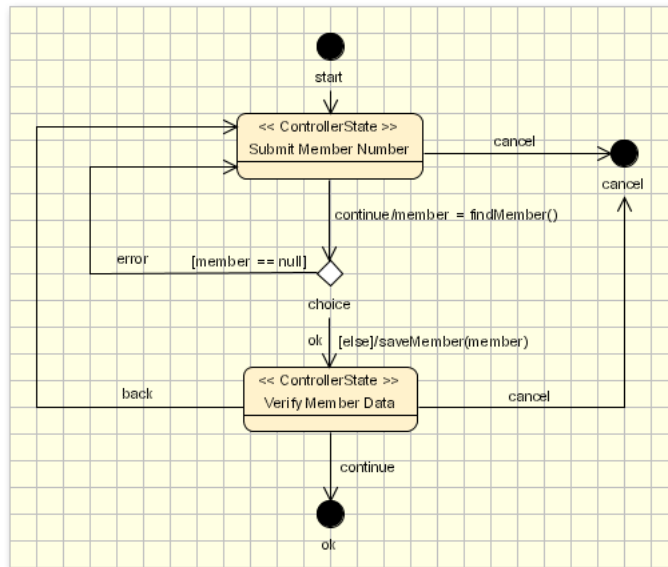 start
<< ControllerState >>
Submit Member Number
cancel
cancel
continue/member = findMember()
error
[member == null]
choice
ok [else]/saveMember(member)
<< ControllerState >>
Verify Member Data
back
cancel
continue
ok